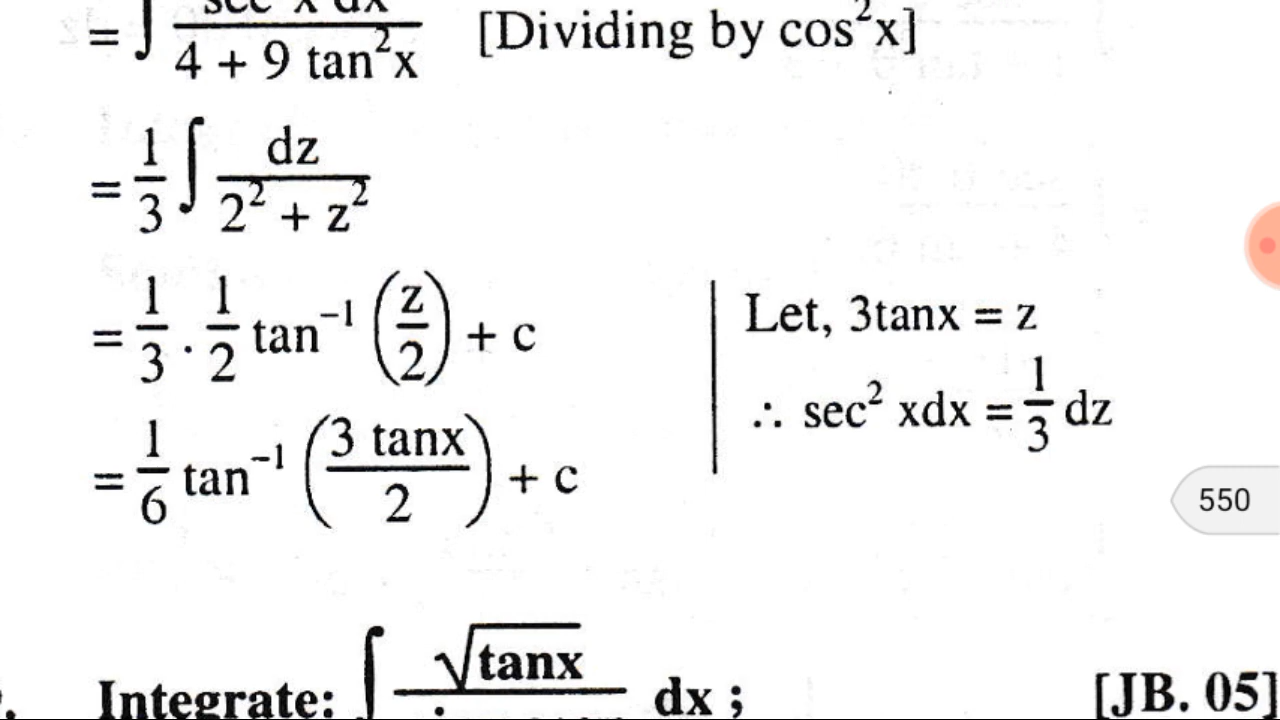 = ∫ sec²x dx / 4 + 9 tan²x [Dividing by cos²x]
= 1/3 ∫ dz / 2² + z²
= 1/3 . 1/2 tan⁻¹ (z/2) + c
= 1/6 tan⁻¹ (3 tanx / 2) + c
Let, 3tanx = z
∴ sec² xdx = 1/3 dz
550
Integrate: ∫ √tanx / dx ; [JB. 05]